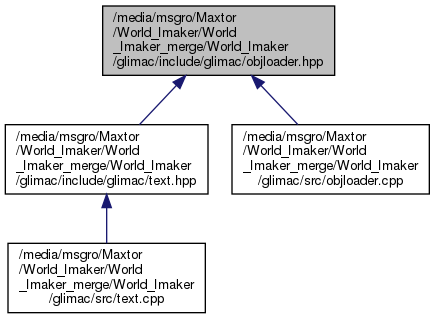 /media/msgro/Maxtor
/World_Imaker/World
_Imaker_merge/World_Imaker
/glimac/include/glimac/objloader.hpp
/media/msgro/Maxtor
/World_Imaker/World
_Imaker_merge/World_Imaker
/glimac/include/glimac/text.hpp
/media/msgro/Maxtor
/World_Imaker/World
_Imaker_merge/World_Imaker
/glimac/src/objloader.cpp
/media/msgro/Maxtor
/World_Imaker/World
_Imaker_merge/World_Imaker
/glimac/src/text.cpp